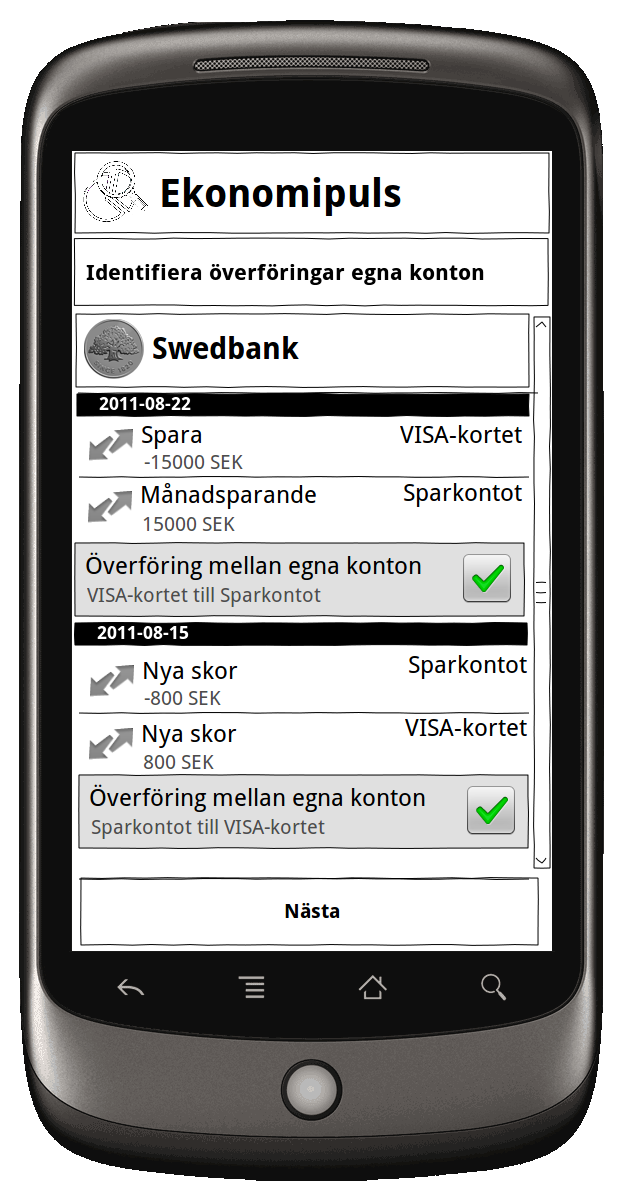 Ekonomipuls
Identifiera överföringar egna konton
SINCE 1820
Swedbank
2011-08-22
Spara VISA-kortet
-15000 SEK
Månadsparande Sparkontot
15000 SEK
Överföring mellan egna konton
VISA-kortet till Sparkontot
2011-08-15
Nya skor Sparkontot
-800 SEK
Nya skor VISA-kortet
800 SEK
Överföring mellan egna konton
Sparkontot till VISA-kortet
Nästa